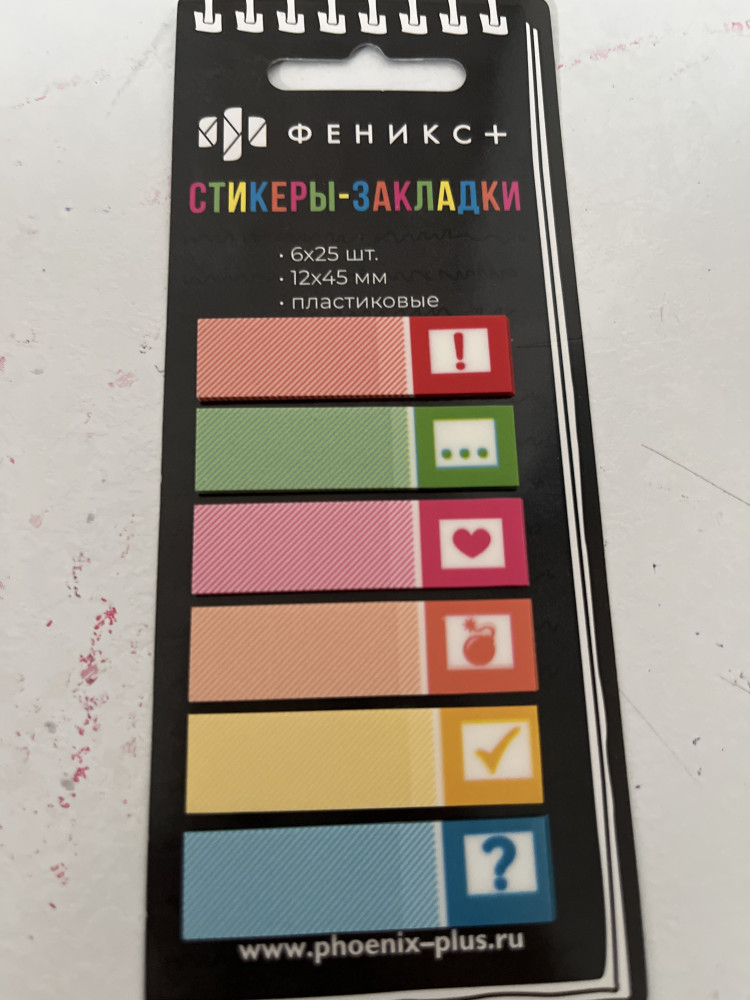 ФЕНИКС+
СТИКЕРЫ-ЗАКЛАДКИ
• 6х25 шт.
• 12х45 мм
• пластиковые
!
...
?
www.phoenix-plus.ru